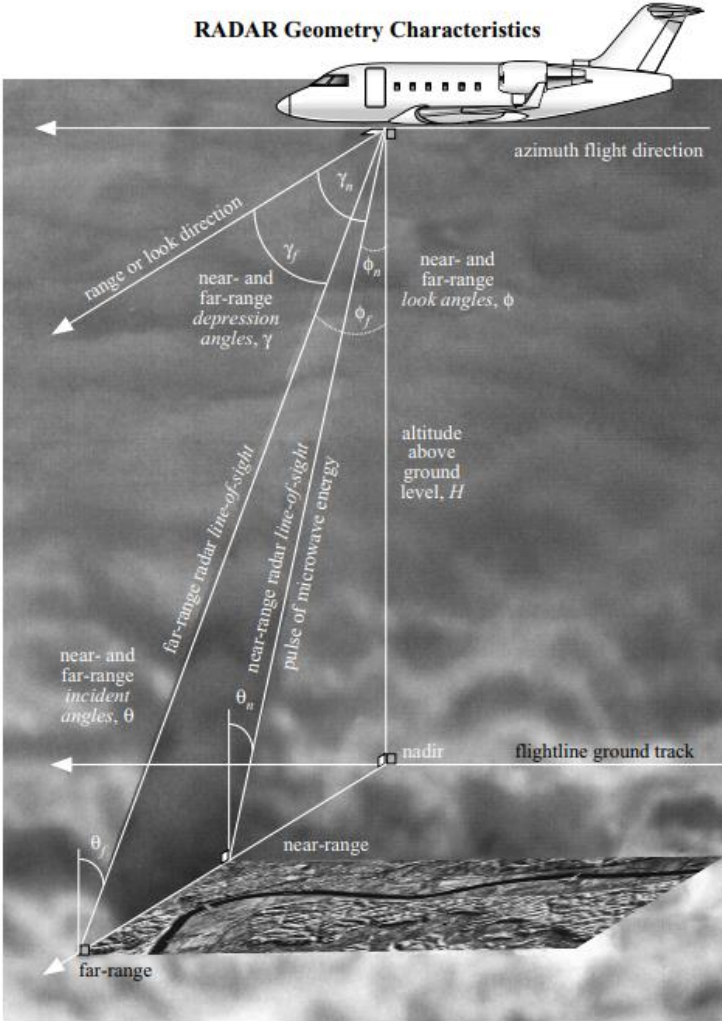 RADAR Geometry Characteristics
azimuth flight direction
range or look direction
γn
γf
ϕn
ϕf
near- and
far-range
depression
angles, γ
near- and
far-range
look angles, ϕ
altitude
above
ground
level, H
far-range radar line-of-sight
near-range radar line-of-sight
pulse of microwave energy
near- and
far-range
incident
angles, θ
θn
nadir
flightline ground track
θf
near-range
far-range